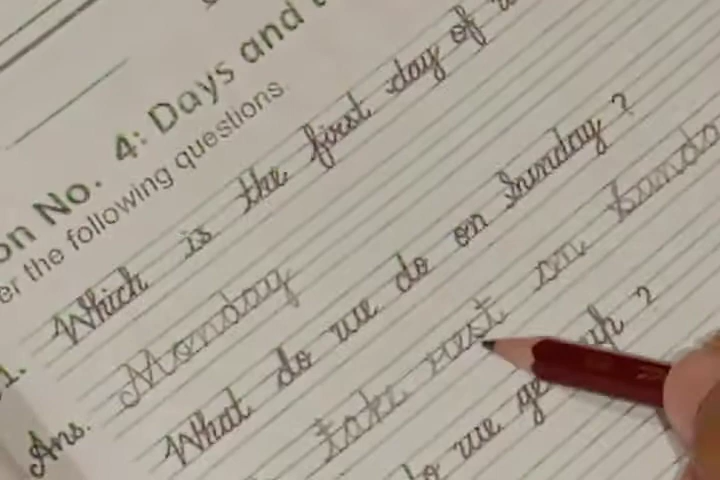 on No. 4: Days and
er the following questions.
1. Which is the first day of
Ans. Monday
What do we do on Sunday?
take rest on Sunda
do we ge